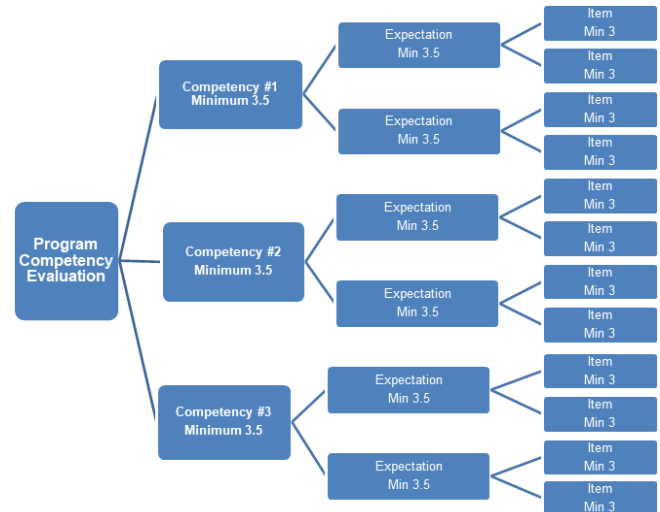 Program
Competency
Evaluation
Competency #1
Minimum 3.5
Expectation
Min 3.5
Item
Min 3
Item
Min 3
Expectation
Min 3.5
Item
Min 3
Item
Min 3
Competency #2
Minimum 3.5
Expectation
Min 3.5
Item
Min 3
Item
Min 3
Expectation
Min 3.5
Item
Min 3
Item
Min 3
Competency #3
Minimum 3.5
Expectation
Min 3.5
Item
Min 3
Item
Min 3
Expectation
Min 3.5
Item
Min 3
Item
Min 3